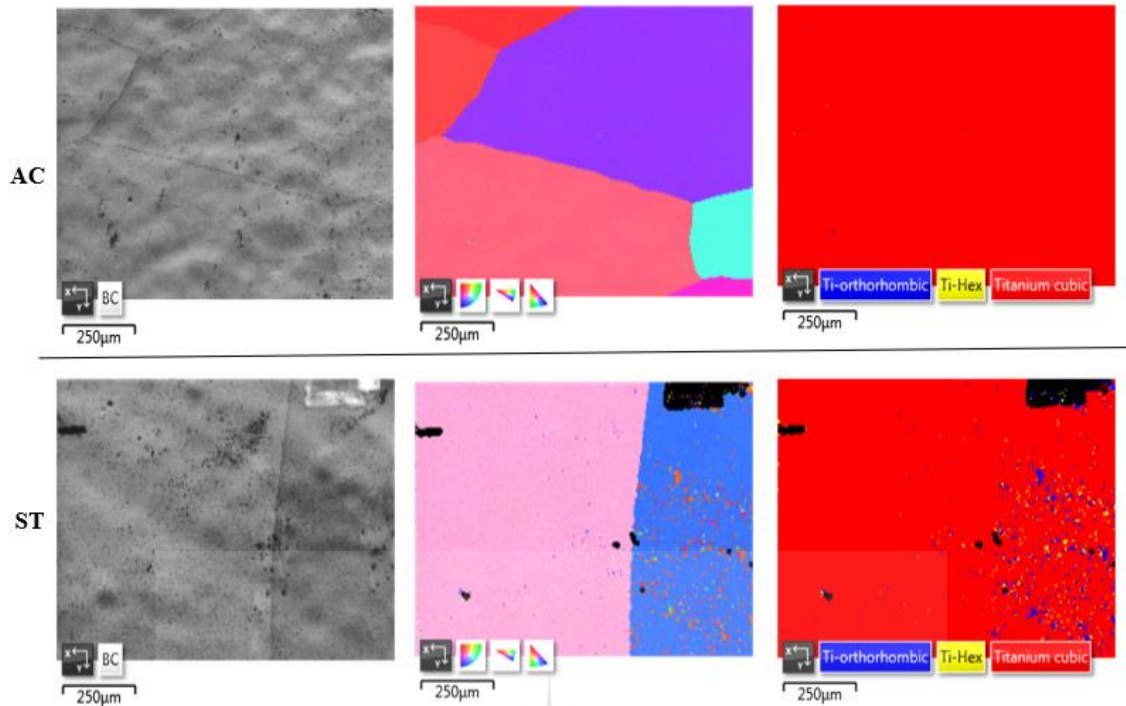 AC
X Y
BC
250µm
X Y
250µm
X Y
Ti-orthorhombic
Ti-Hex
Titanium cubic
250µm
ST
X Y
BC
250µm
X Y
250µm
X Y
Ti-orthorhombic
Ti-Hex
Titanium cubic
250µm